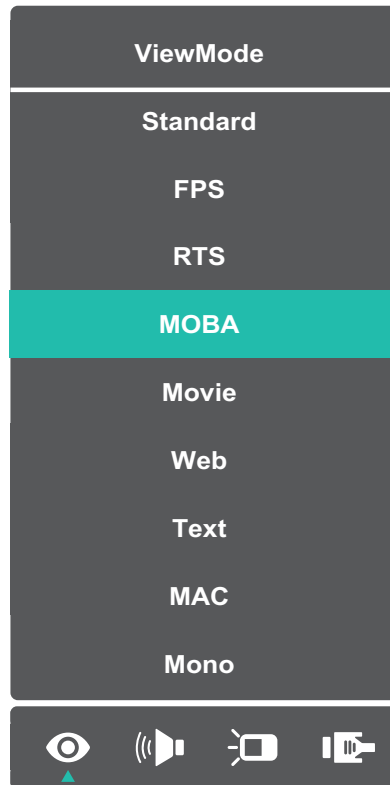 ViewMode
Standard
FPS
RTS
MOBA
Movie
Web
Text
MAC
Mono